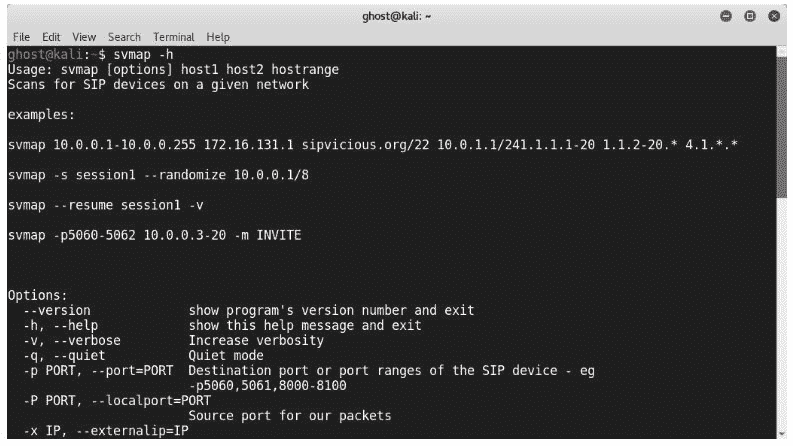 ghost@kali: ~
File Edit View Search Terminal Help
ghost@kali:~$ svmap -h
Usage: svmap [options] host1 host2 hostrange
Scans for SIP devices on a given network
examples:
svmap 10.0.0.1-10.0.0.255 172.16.131.1 sipvicious.org/22 10.0.1.1/241.1.1.1-20 1.1.2-20.* 4.1.*.*
svmap -s session1 --randomize 10.0.0.1/8
svmap --resume session1 -v
svmap -p5060-5062 10.0.0.3-20 -m INVITE
Options:
--version show program's version number and exit
-h, --help show this help message and exit
-v, --verbose Increase verbosity
-q, --quiet Quiet mode
-p PORT, --port=PORT Destination port or port ranges of the SIP device - eg
-p5060,5061,8000-8100
-P PORT, --localport=PORT
Source port for our packets
-x IP, --externalip=IP